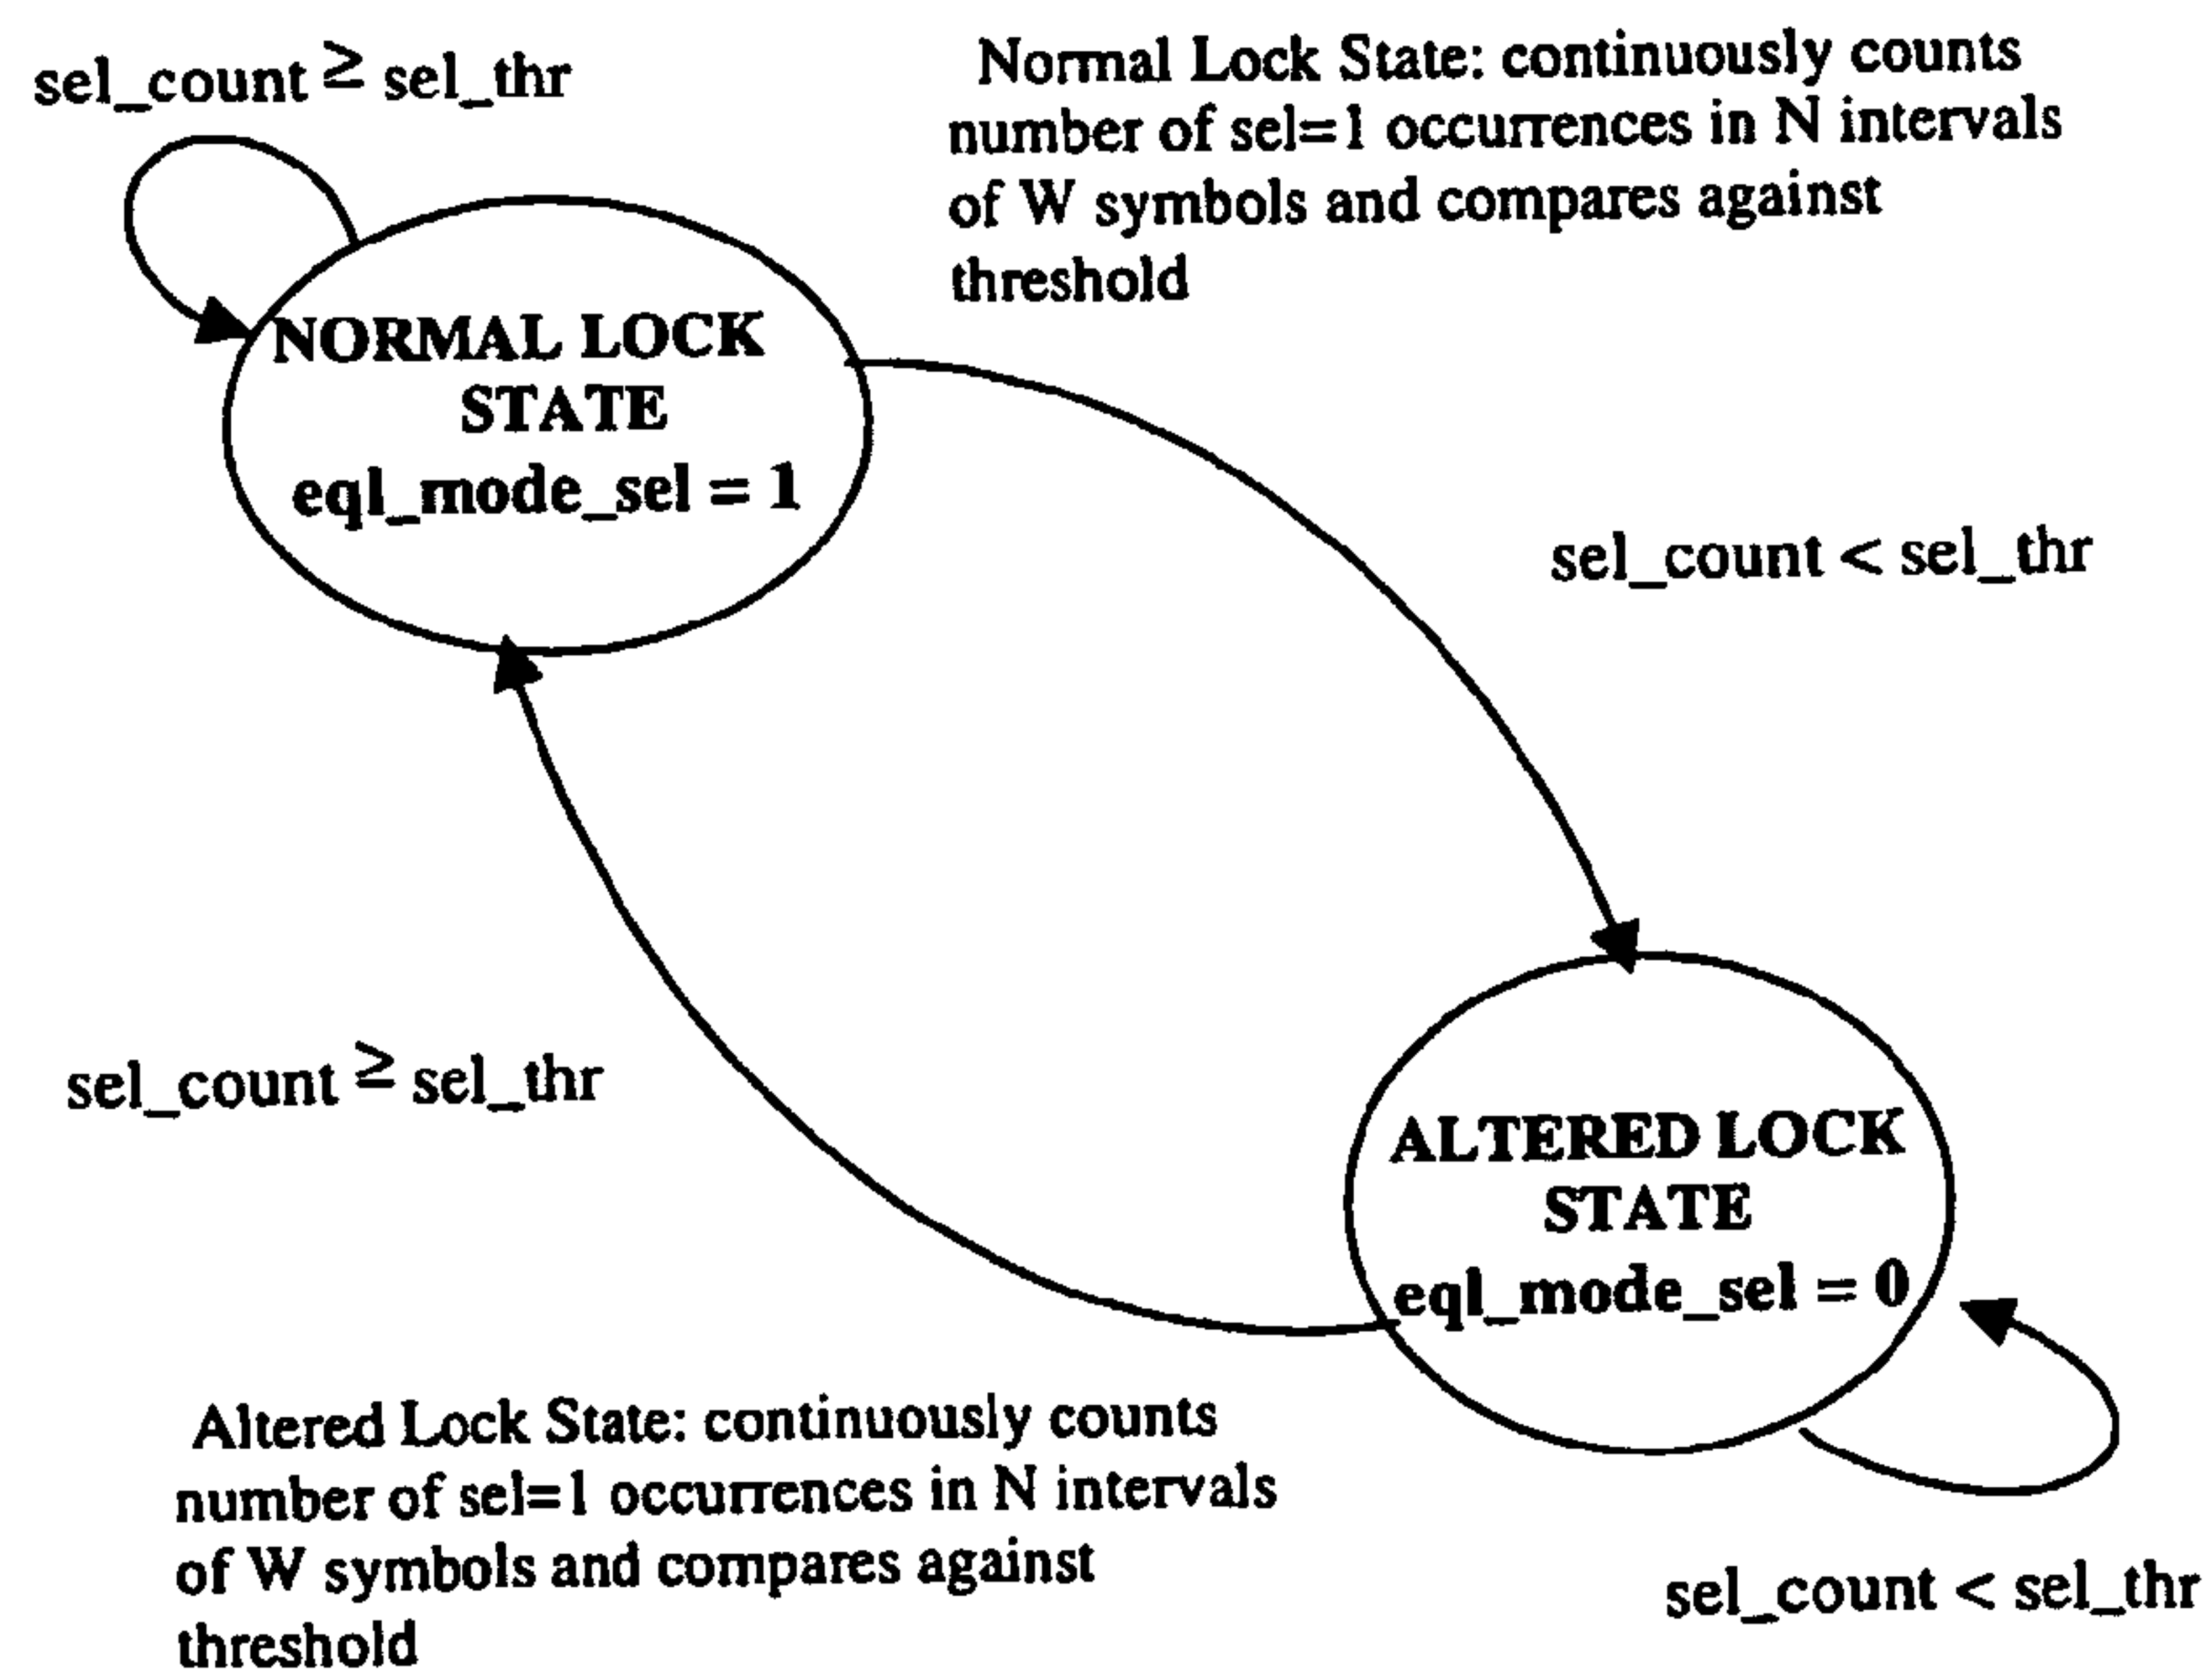 sel_count ≥ sel_thr
Normal Lock State: continuously counts
number of sel=1 occurrences in N intervals
of W symbols and compares against
threshold
NORMAL LOCK
STATE
eql_mode_sel = 1
sel_count < sel_thr
sel_count ≥ sel_thr
ALTERED LOCK
STATE
eql_mode_sel = 0
Altered Lock State: continuously counts
number of sel=1 occurrences in N intervals
of W symbols and compares against
threshold
sel_count < sel_thr